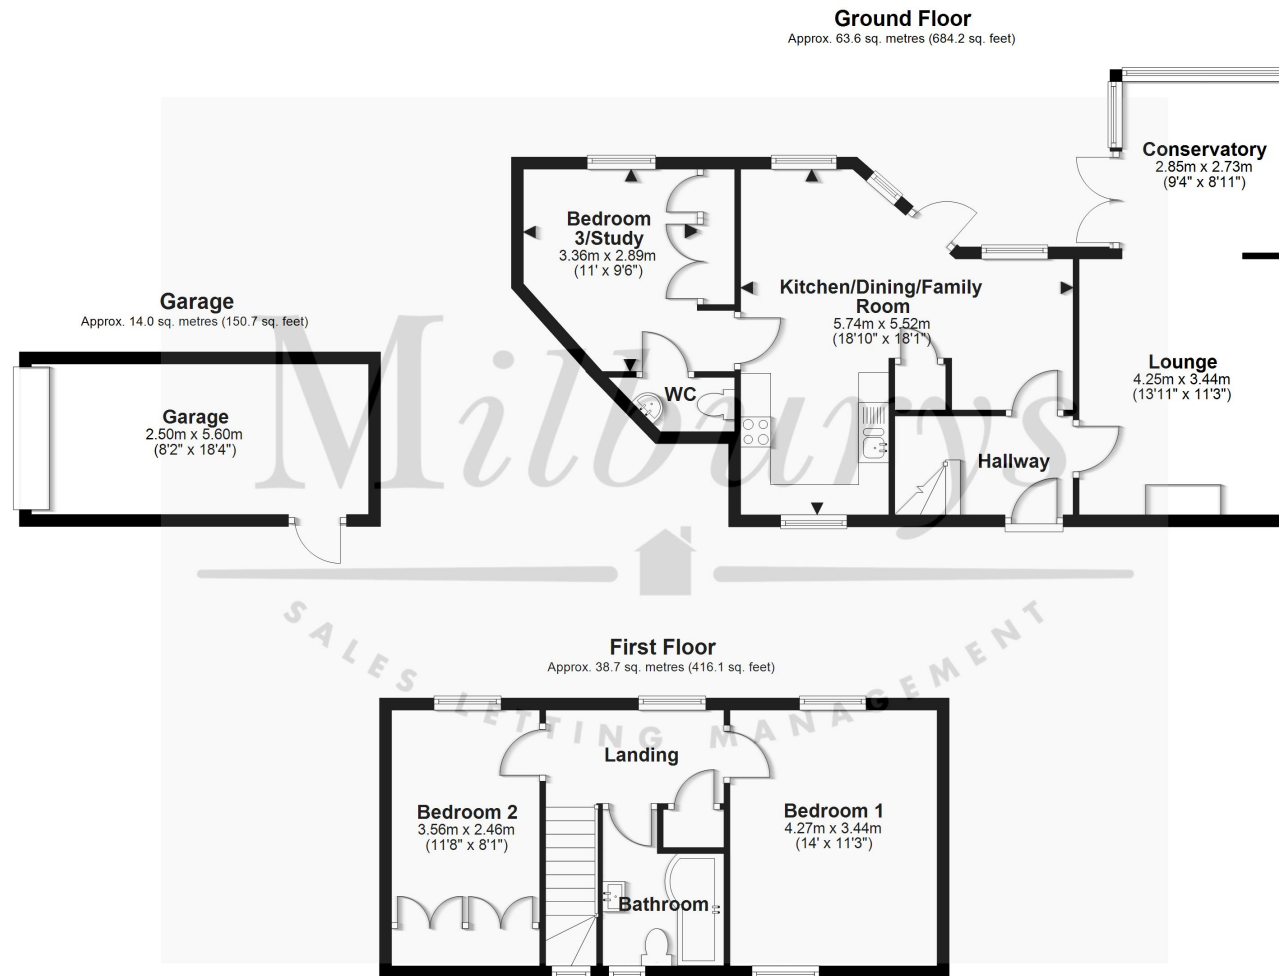 Ground Floor
Approx. 63.6 sq. metres (684.2 sq. feet)
Conservatory
2.85m x 2.73m
(9'4" x 8'11")
Bedroom
3/Study
3.36m x 2.89m
(11' x 9'6")
Kitchen/Dining/Family
Room
5.74m x 5.52m
(18'10" x 18'1")
Garage
Approx. 14.0 sq. metres (150.7 sq. feet)
Lounge
4.25m x 3.44m
(13'11" x 11'3")
WC
Garage
2.50m x 5.60m
(8'2" x 18'4")
Hallway
Milburys
SALES LETTING MANAGEMENT
First Floor
Approx. 38.7 sq. metres (416.1 sq. feet)
Landing
Bedroom 2
3.56m x 2.46m
(11'8" x 8'1")
Bedroom 1
4.27m x 3.44m
(14' x 11'3")
Bathroom